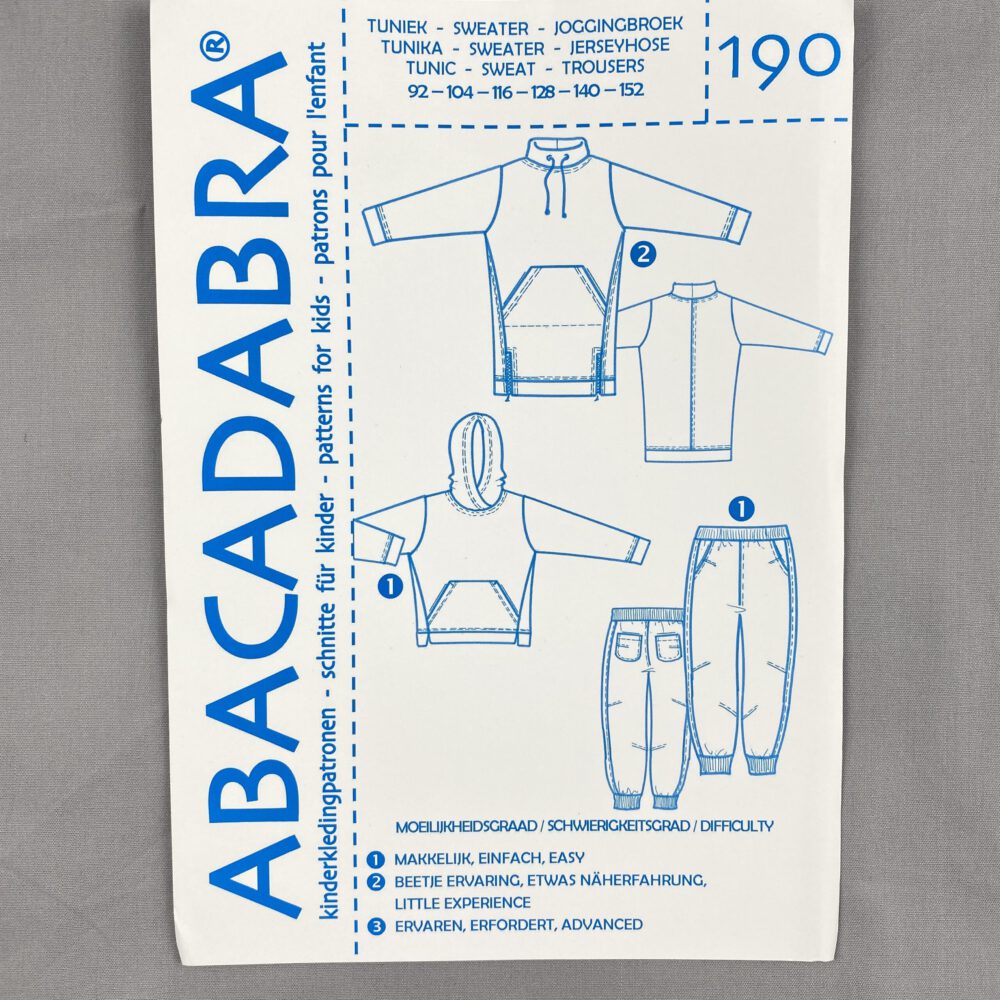 ABACADABRA®
kinderkledingpatronen - schnitte für kinder - patterns for kids - patrons pour l'enfant
TUNIEK - SWEATER - JOGGINGBROEK
TUNIKA - SWEATER - JERSEYHOSE
TUNIC - SWEAT - TROUSERS
92 – 104 – 116 – 128 – 140 – 152
190
2
1
1
MOEILIJKHEIDSGRAAD / SCHWIERIGKEITSGRAD / DIFFICULTY
1 MAKKELIJK, EINFACH, EASY
2 BEETJE ERVARING, ETWAS NÄHERFAHRUNG,
LITTLE EXPERIENCE
3 ERVAREN, ERFORDERT, ADVANCED